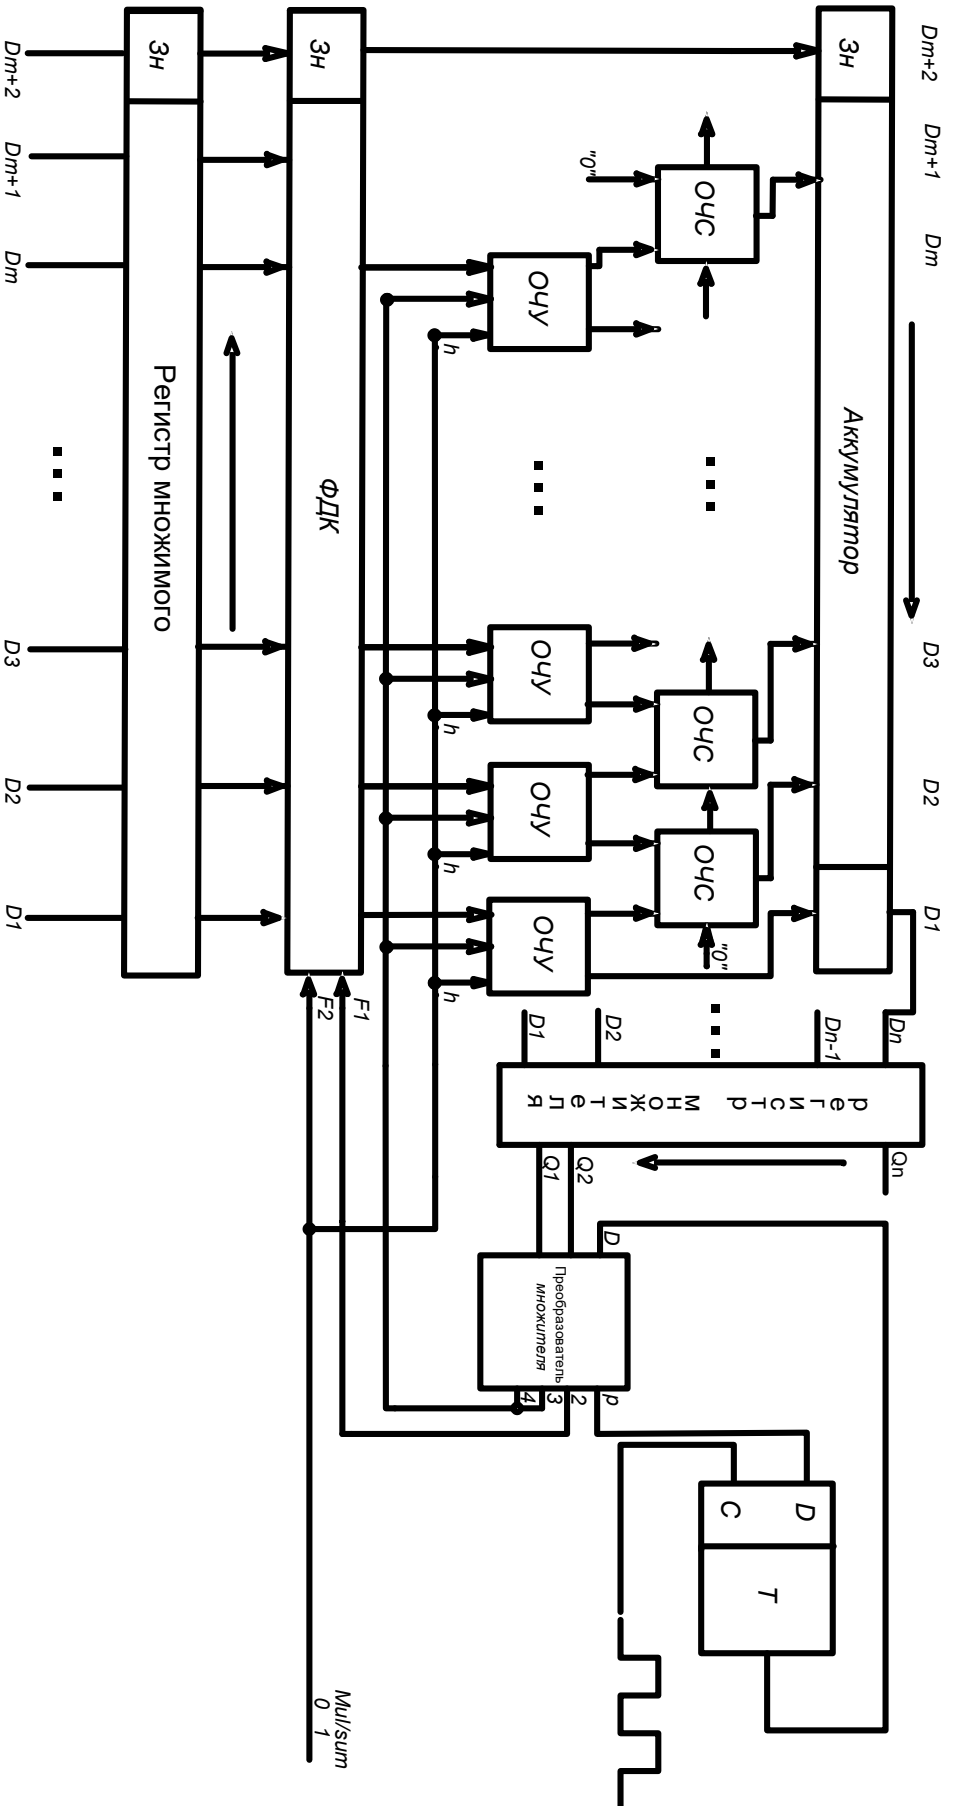 Dm+2
Dm+1
Dm
D3
D2
D1
Зн
Регистр множимого
Зн
ФДК
F2
F1
ОЧУ
h
ОЧУ
h
ОЧУ
h
ОЧУ
h
"0"
ОЧС
ОЧС
ОЧС
"0"
Зн
Аккумулятор
Dm+2
Dm+1
Dm
D3
D2
D1
Dn
Dn-1
D2
D1
регистр множителя
Qn
Q2
Q1
D
Преобразователь
множителя
p
2
3
4
D
C
T
Mul/sum
0 1